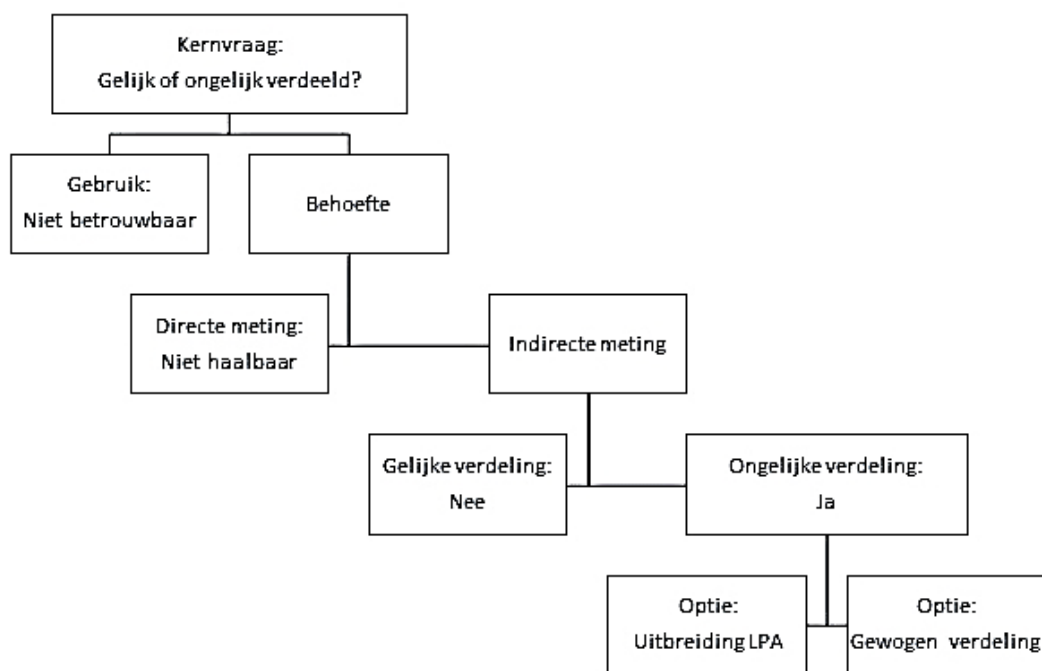 Kernvraag:
Gelijk of ongelijk verdeeld?
Gebruik:
Niet betrouwbaar
Behoefte
Directe meting:
Niet haalbaar
Indirecte meting
Gelijke verdeling:
Nee
Ongelijke verdeling:
Ja
Optie:
Uitbreiding LPA
Optie:
Gewogen verdeling